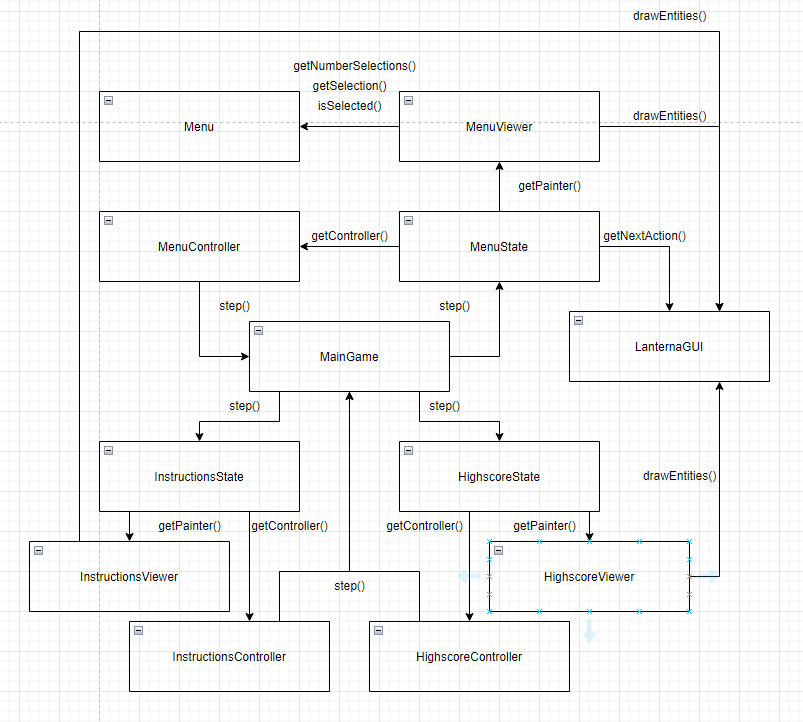 drawEntities()
getNumberSelections()
getSelection()
isSelected()
drawEntities()
Menu
MenuViewer
getPainter()
getController()
getNextAction()
MenuController
MenuState
step()
step()
LanternaGUI
MainGame
step()
step()
InstructionsState
HighscoreState
drawEntities()
getPainter()
getController()
getController()
getPainter()
InstructionsViewer
HighscoreViewer
step()
InstructionsController
HighscoreController